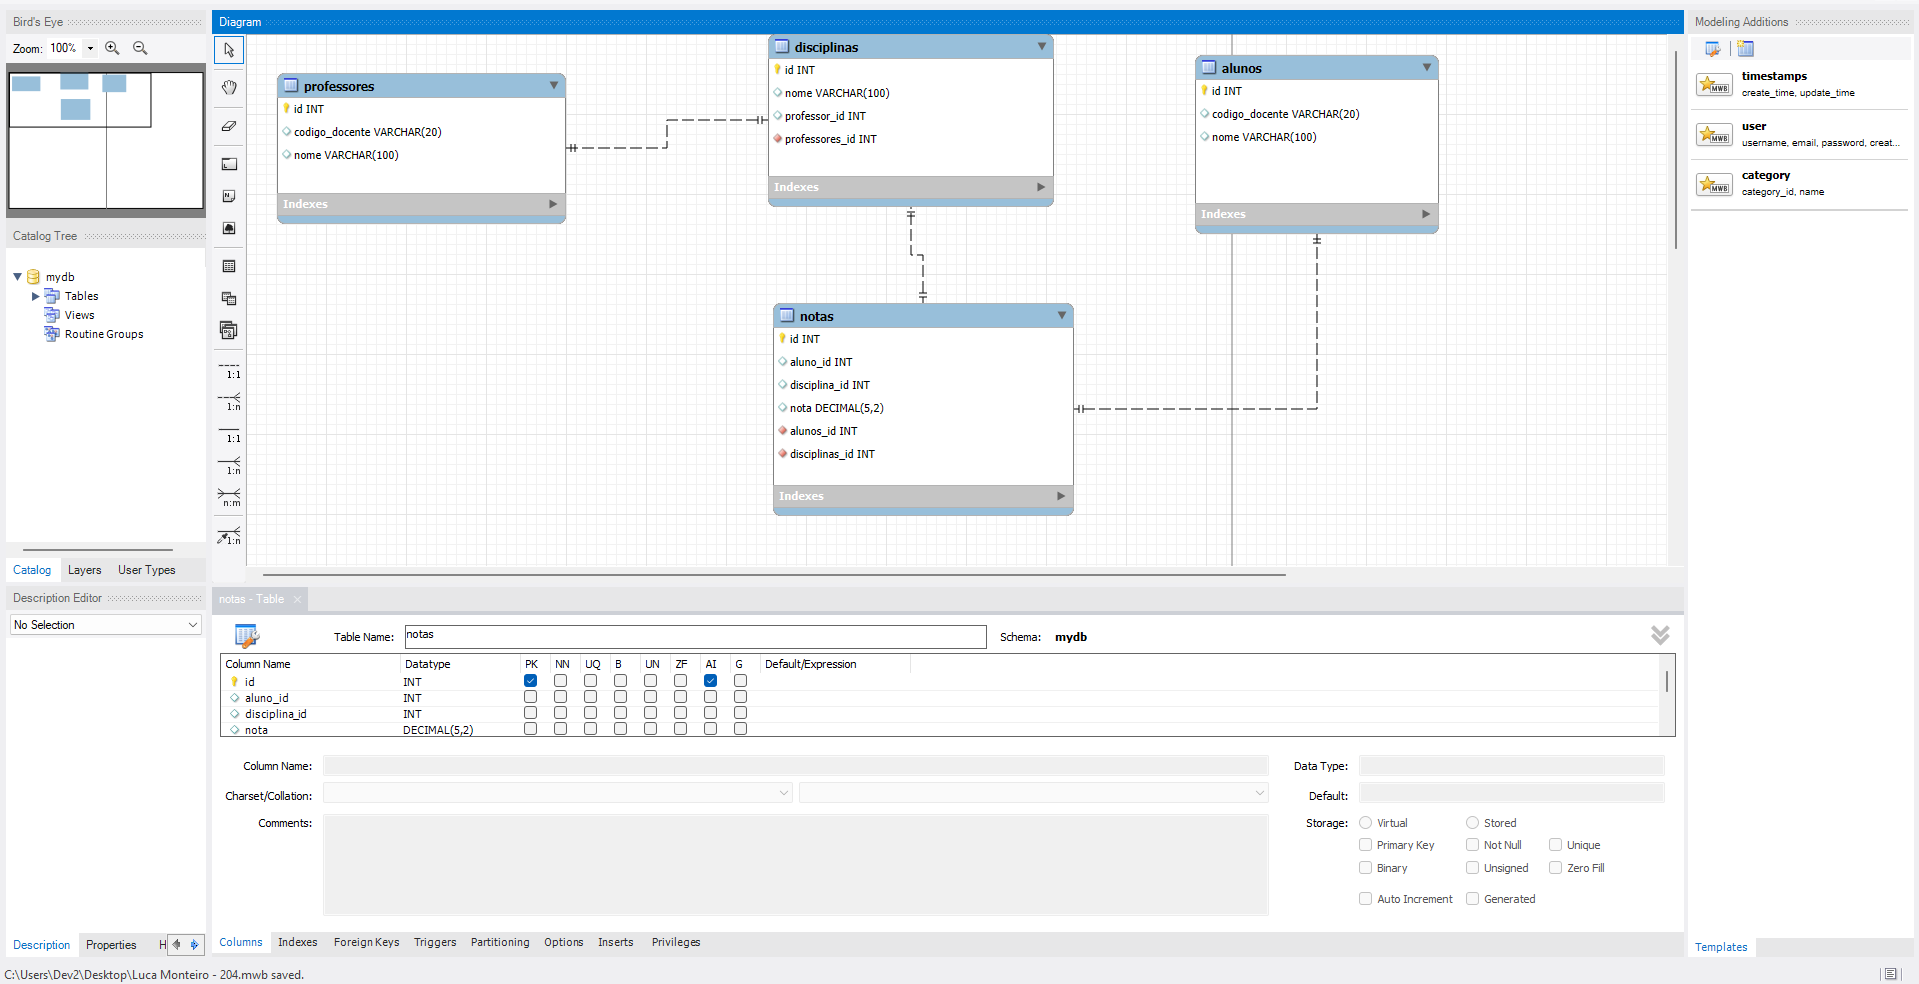 Bird's Eye
Zoom: 100%
Catalog Tree
mydb
Tables
Views
Routine Groups
Catalog Layers User Types
Description Editor
No Selection
Description Properties H
Diagram
1:1
1:n
1:1
1:n
n:m
1:n
professores
id INT
codigo_docente VARCHAR(20)
nome VARCHAR(100)
Indexes
disciplinas
id INT
nome VARCHAR(100)
professor_id INT
professores_id INT
Indexes
alunos
id INT
codigo_docente VARCHAR(20)
nome VARCHAR(100)
Indexes
notas
id INT
aluno_id INT
disciplina_id INT
nota DECIMAL(5,2)
alunos_id INT
disciplinas_id INT
Indexes
notas - Table
Table Name: notas Schema: mydb
Column Name Datatype PK NN UQ B UN ZF AI G Default/Expression
id INT
aluno_id INT
disciplina_id INT
nota DECIMAL(5,2)
Column Name: Data Type:
Charset/Collation: Default:
Comments: Storage: Virtual Stored
Primary Key Not Null Unique
Binary Unsigned Zero Fill
Auto Increment Generated
Columns Indexes Foreign Keys Triggers Partitioning Options Inserts Privileges
Modeling Additions
MWB
timestamps
create_time, update_time
MWB
user
username, email, password, creat...
MWB
category
category_id, name
Templates
C:\Users\Dev2\Desktop\Luca Monteiro - 204.mwb saved.